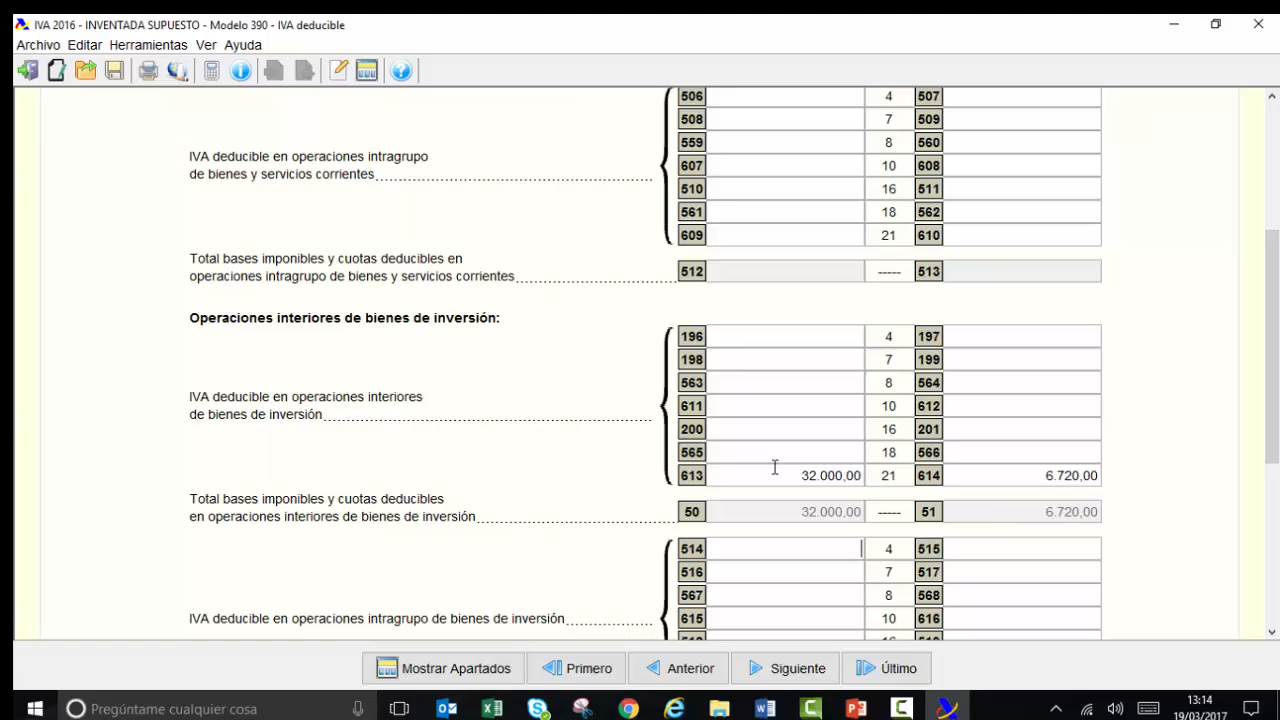 IVA 2016 - INVENTADA SUPUESTO - Modelo 390 - IVA deducible
Archivo Editar Herramientas Ver Ayuda
506 4 507
508 7 509
559 8 560
IVA deducible en operaciones intragrupo
607 10 608
de bienes y servicios corrientes
510 16 511
561 18 562
609 21 610
Total bases imponibles y cuotas deducibles en
operaciones intragrupo de bienes y servicios corrientes 512 ----- 513
Operaciones interiores de bienes de inversión:
196 4 197
198 7 199
563 8 564
IVA deducible en operaciones interiores
611 10 612
de bienes de inversión
200 16 201
565 18 566
613 32.000,00 21 614 6.720,00
Total bases imponibles y cuotas deducibles
en operaciones interiores de bienes de inversión 50 32.000,00 ----- 51 6.720,00
514 4 515
516 7 517
567 8 568
IVA deducible en operaciones intragrupo de bienes de inversión 615 10 616
Mostrar Apartados Primero Anterior Siguiente Último
Pregúntame cualquier cosa
13:14
19/03/2017